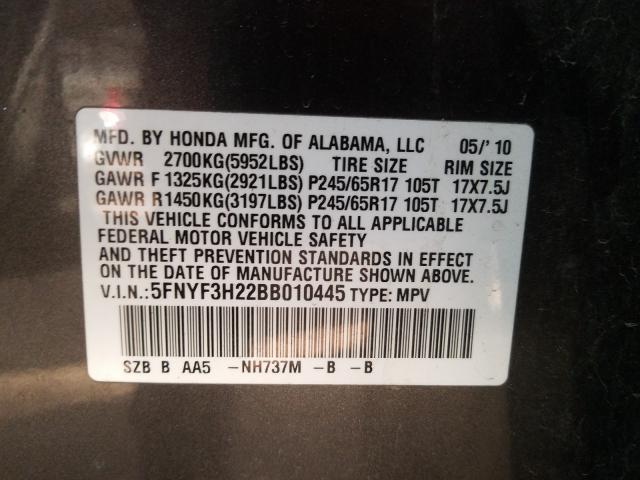 MFD. BY HONDA MFG. OF ALABAMA, LLC 05/'10
GVWR 2700KG(5952LBS) TIRE SIZE RIM SIZE
GAWR F 1325KG(2921LBS) P245/65R17 105T 17X7.5J
GAWR R1450KG(3197LBS) P245/65R17 105T 17X7.5J
THIS VEHICLE CONFORMS TO ALL APPLICABLE
FEDERAL MOTOR VEHICLE SAFETY
AND THEFT PREVENTION STANDARDS IN EFFECT
ON THE DATE OF MANUFACTURE SHOWN ABOVE.
V.I.N.:5FNYF3H22BB010445 TYPE: MPV
SZB B AA5 -NH737M -B -B